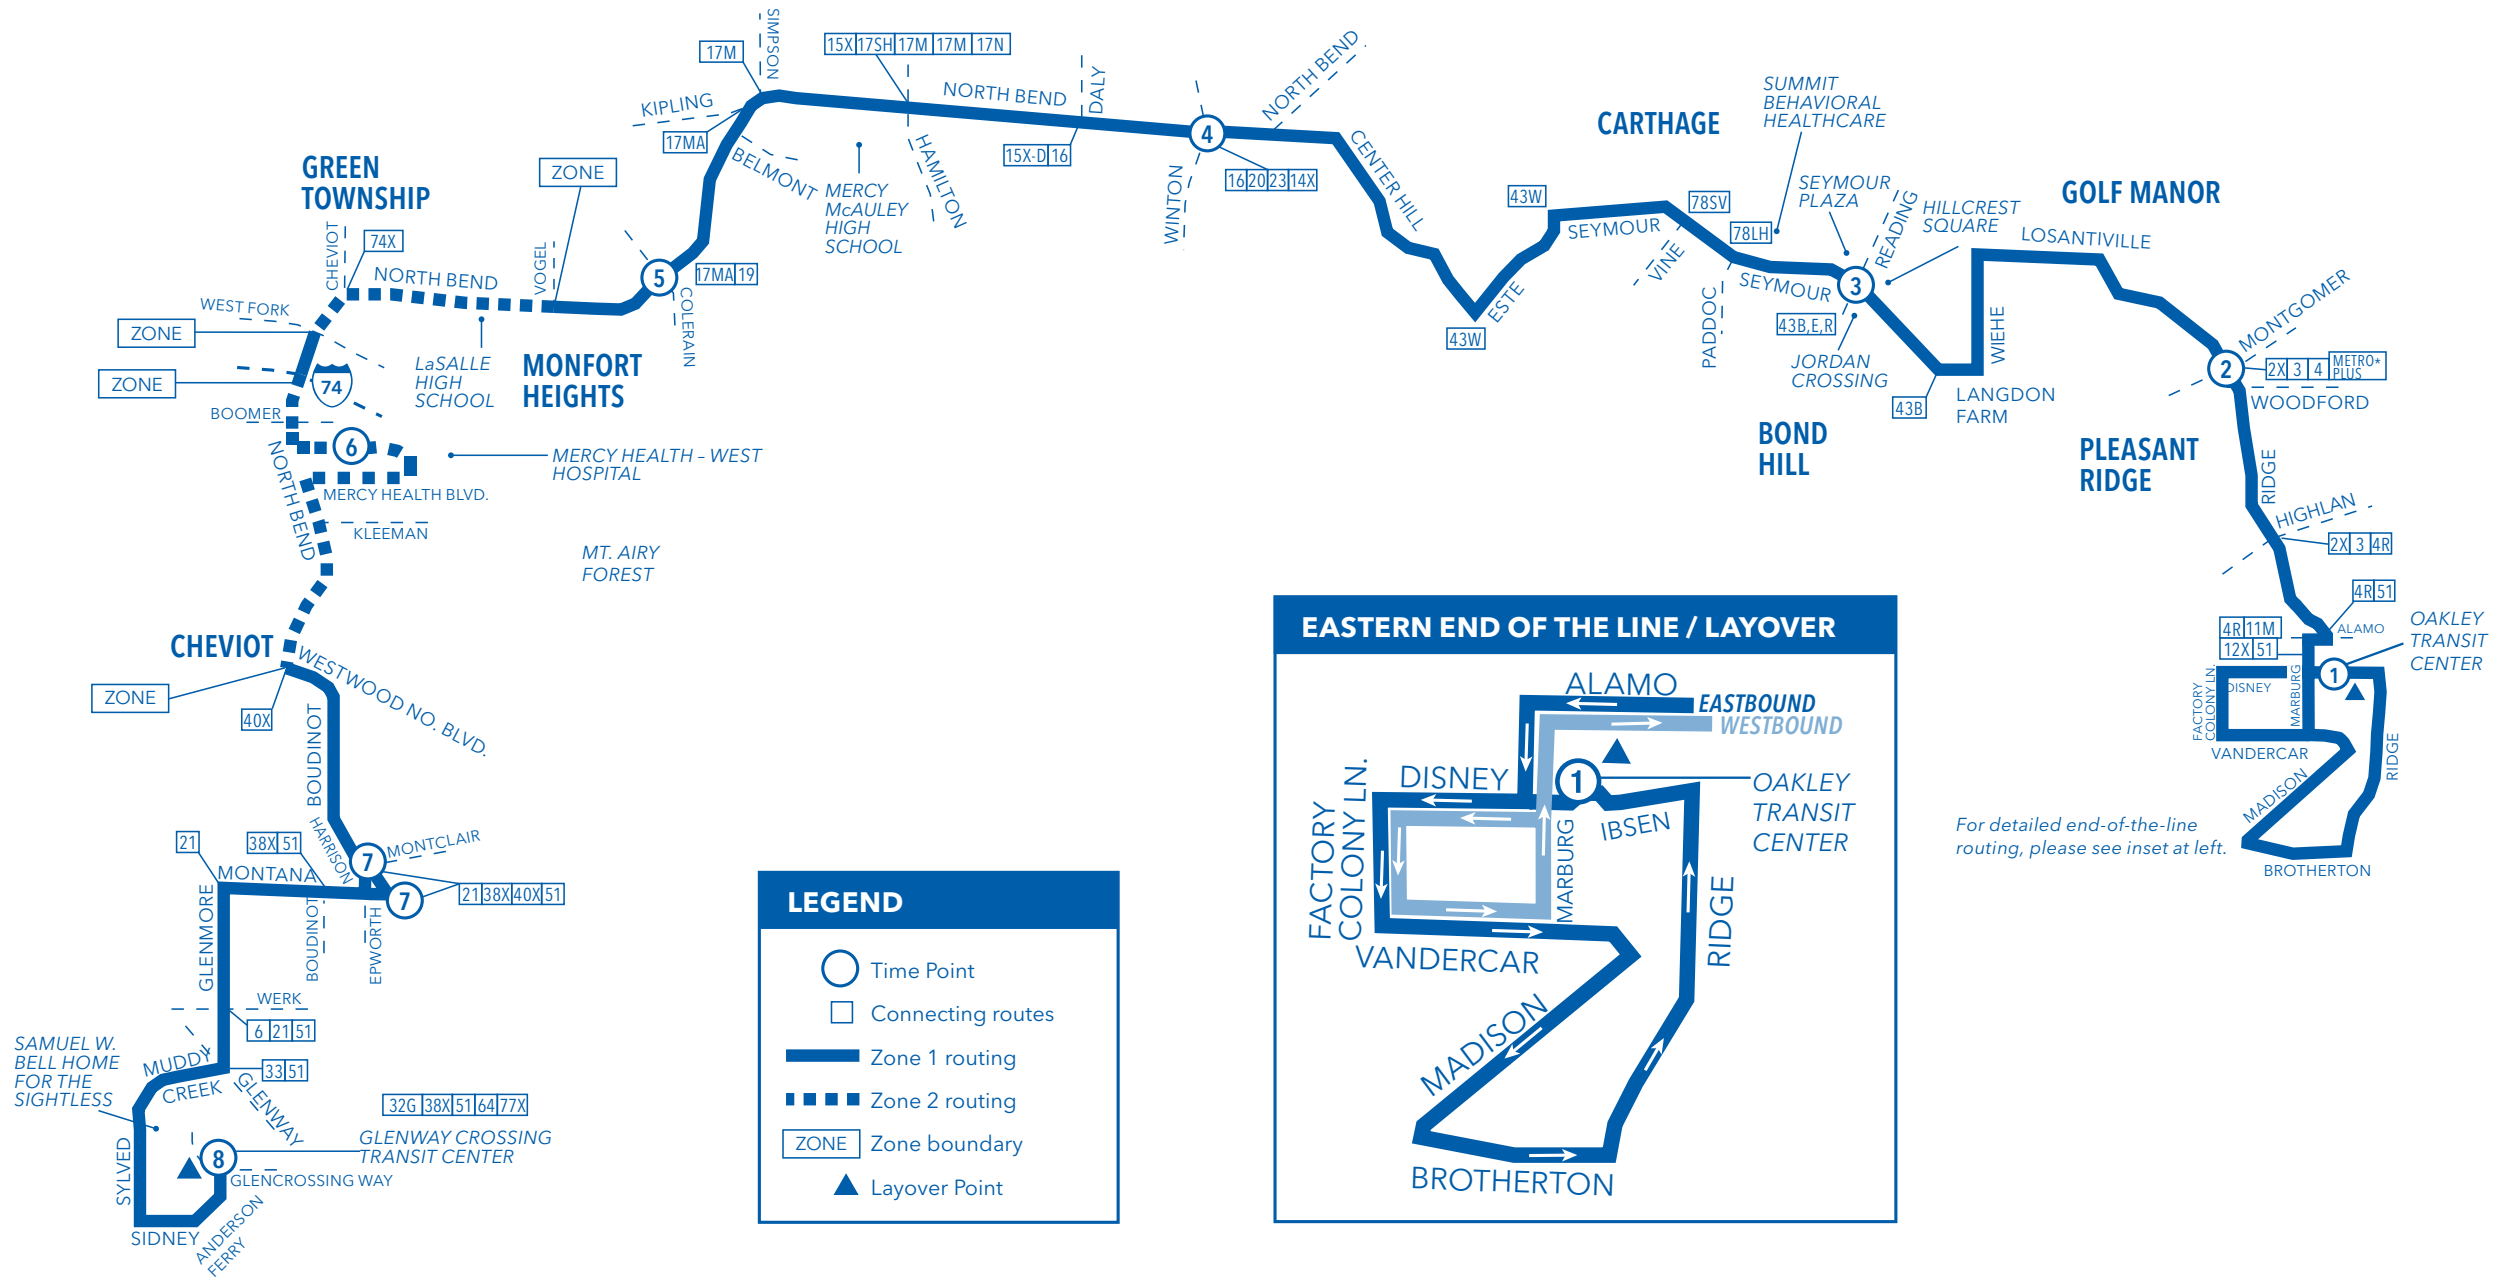 SIMPSON
17M
15X 17SH 17M 17M 17N
KIPLING
17MA
BELMONT
NORTH BEND
DALY
HAMILTON
15X-D 16
MERCY
McAULEY
HIGH
SCHOOL
NORTH BEND
4
WINTON
16 20 23 14X
CENTER HILL
CARTHAGE
SUMMIT
BEHAVIORAL
HEALTHCARE
43W
SEYMOUR
78SV
78LH
VINE
ESTE
43W
SEYMOUR
PLAZA
READING
HILLCREST
SQUARE
SEYMOUR
3
PADDOC
43B,E,R
JORDAN
CROSSING
43B
WIEHE
LANGDON
FARM
BOND
HILL
GOLF MANOR
LOSANTIVILLE
MONTGOMER
2
2X 3 4 METRO*
PLUS
WOODFORD
PLEASANT
RIDGE
RIDGE
HIGHLAN
2X 3 4R
4R 51
4R 11M
12X 51
ALAMO
OAKLEY
TRANSIT
CENTER
1
DISNEY
FACTORY
COLONY LN.
MARBURG
VANDERCAR
MADISON
RIDGE
BROTHERTON
For detailed end-of-the-line
routing, please see inset at left.
GREEN
TOWNSHIP
ZONE
CHEVIOT
74X
NORTH BEND
VOGEL
5
17MA 19
COLERAIN
WEST FORK
ZONE
ZONE
74
LaSALLE
HIGH
SCHOOL
MONFORT
HEIGHTS
BOOMER
6
NORTH BEND
MERCY HEALTH – WEST
HOSPITAL
MERCY HEALTH BLVD.
KLEEMAN
MT. AIRY
FOREST
CHEVIOT
WESTWOOD NO. BLVD.
ZONE
40X
BOUDINOT
HARRISON
MONTCLAIR
7
7
21
38X 51
MONTANA
21 38X 40X 51
GLENMORE
BOUDINOT
EPWORTH
WERK
6 21 51
SAMUEL W.
BELL HOME
FOR THE
SIGHTLESS
MUDDY
CREEK
33 51
GLENWAY
32G 38X 51 64 77X
GLENWAY CROSSING
TRANSIT CENTER
8
GLENCROSSING WAY
SYLVED
SIDNEY
ANDERSON
FERRY
LEGEND
Time Point
Connecting routes
Zone 1 routing
Zone 2 routing
ZONE Zone boundary
Layover Point
EASTERN END OF THE LINE / LAYOVER
ALAMO
EASTBOUND
WESTBOUND
DISNEY
1
OAKLEY
TRANSIT
CENTER
IBSEN
FACTORY
COLONY LN.
MARBURG
RIDGE
VANDERCAR
MADISON
BROTHERTON